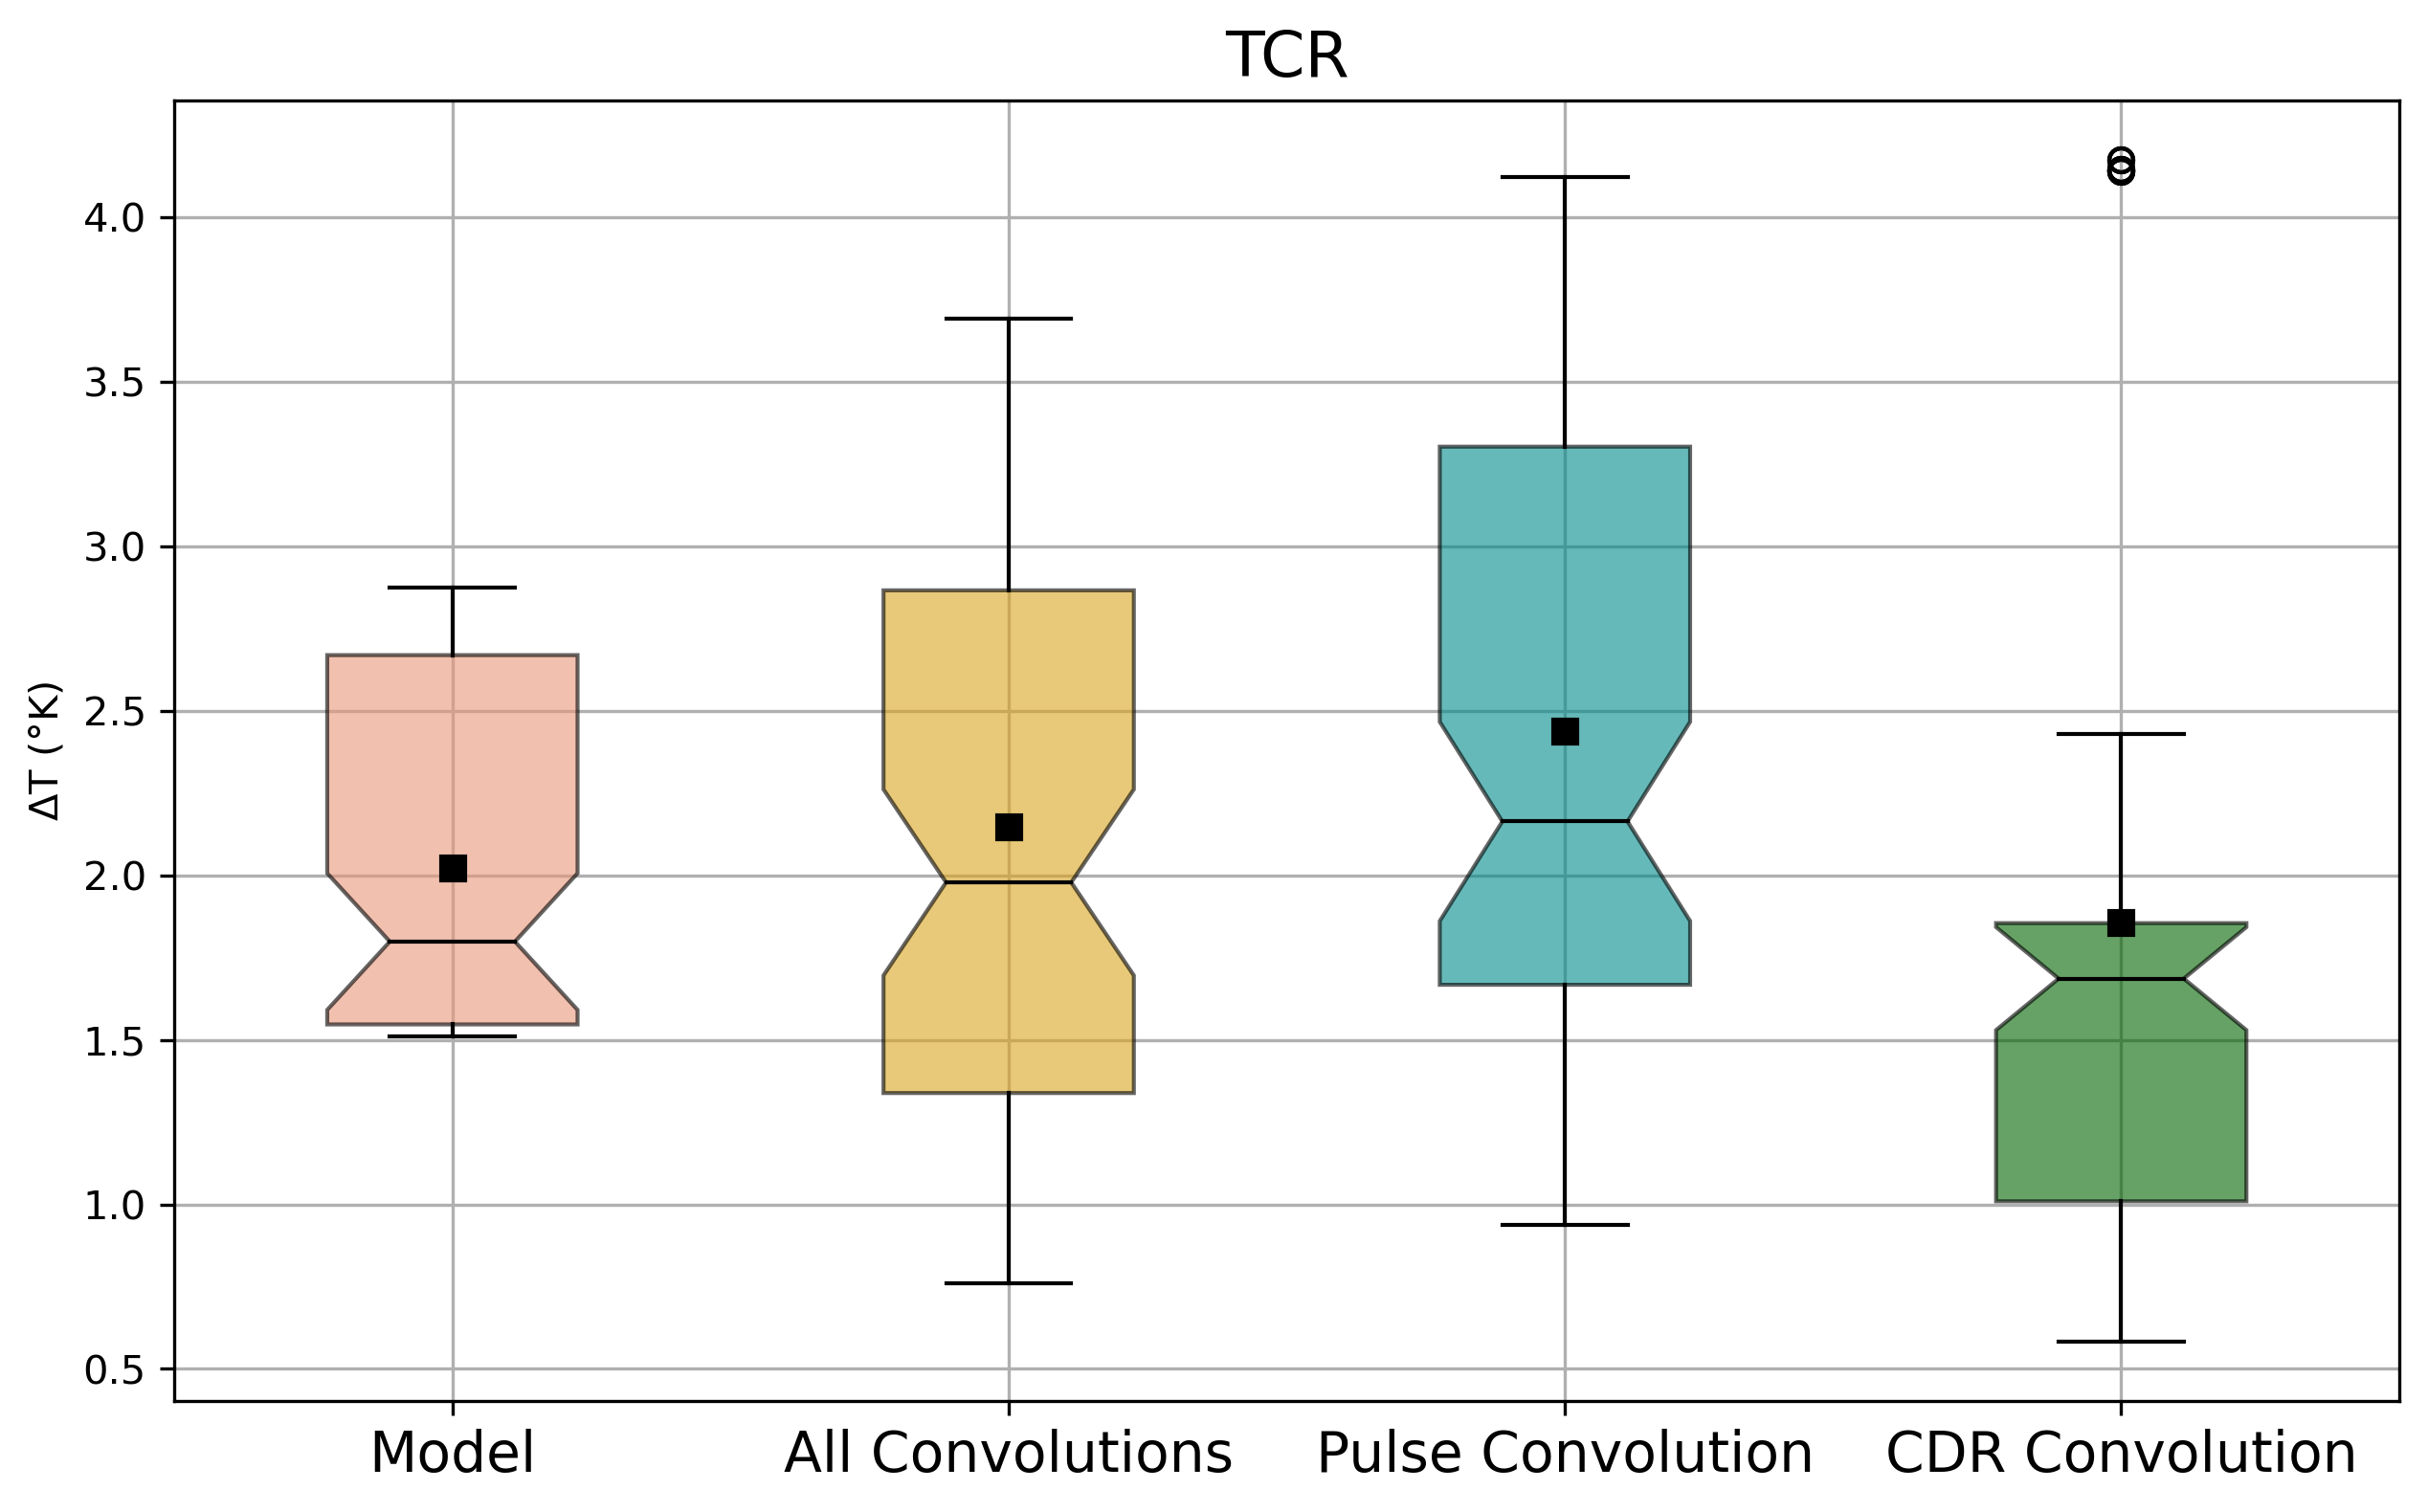 TCR
ΔT (°K)
4.0
3.5
3.0
2.5
2.0
1.5
1.0
0.5
Model
All Convolutions
Pulse Convolution
CDR Convolution